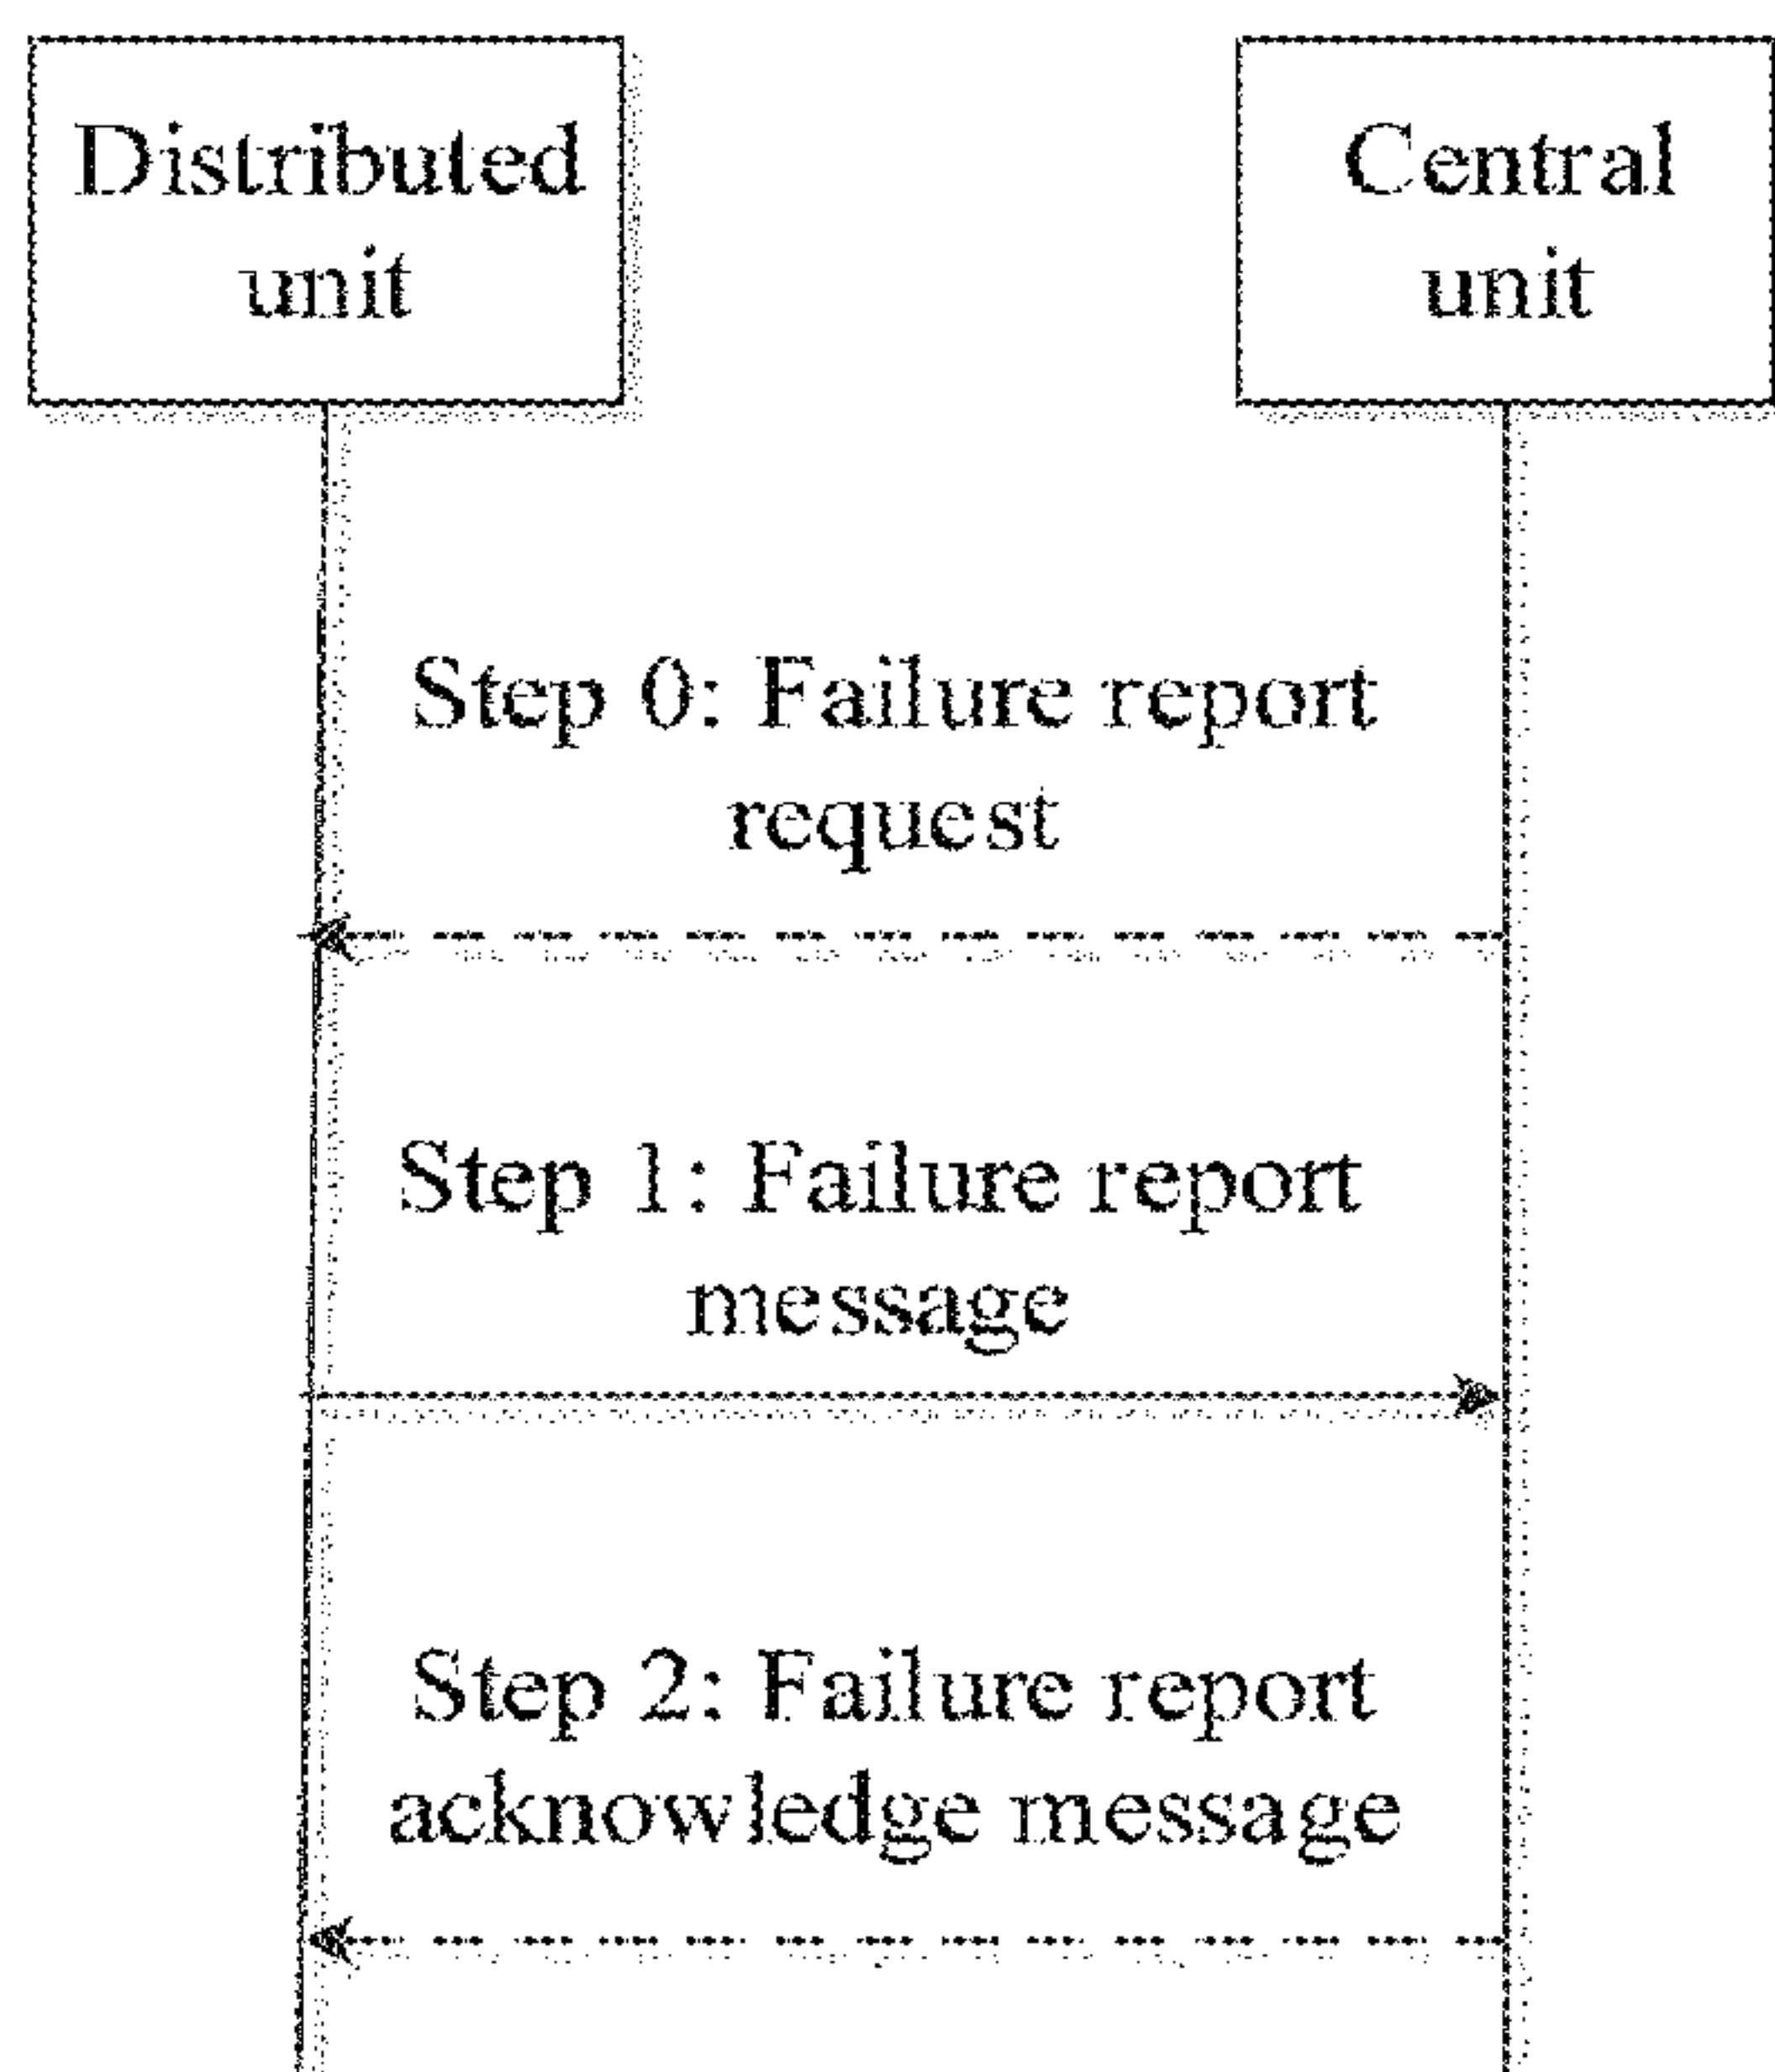 Distributed
unit
Central
unit
Step 0: Failure report
request
Step 1: Failure report
message
Step 2: Failure report
acknowledge message